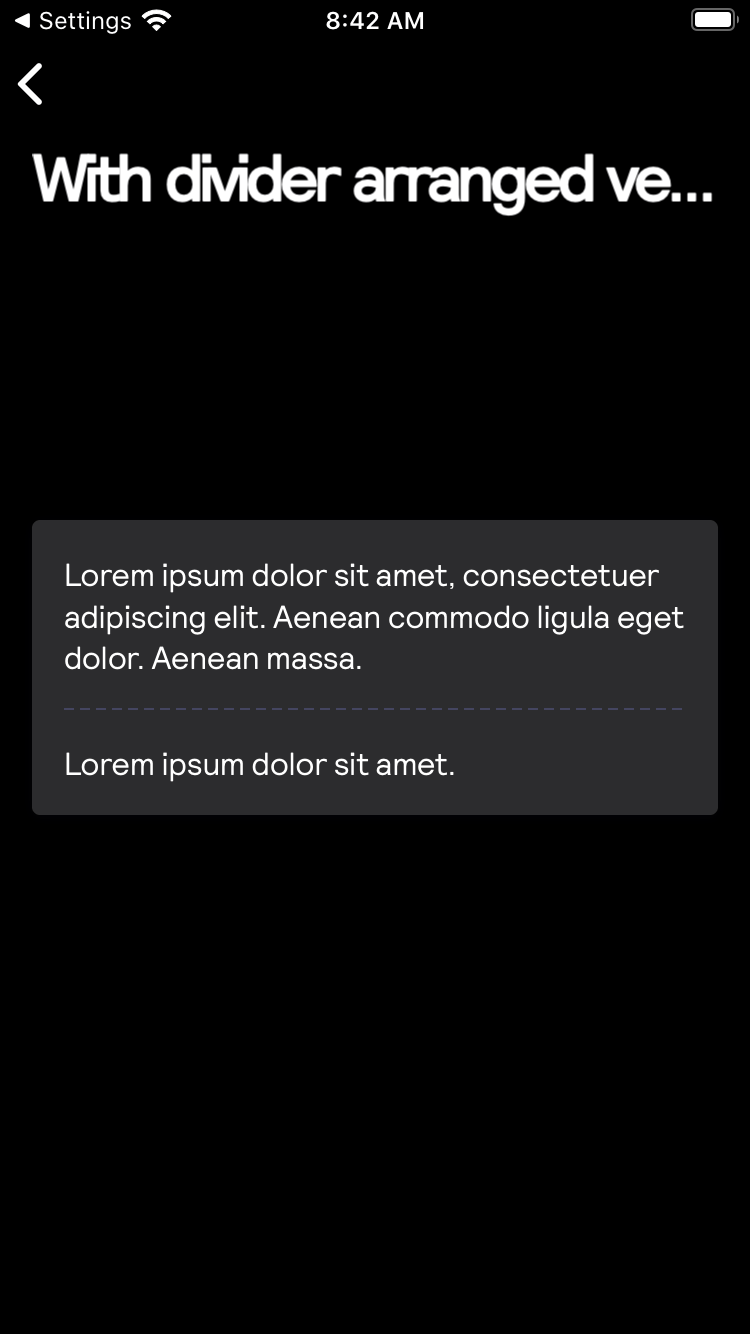 Settings
8:42 AM
With divider arranged ve...
Lorem ipsum dolor sit amet, consectetuer
adipiscing elit. Aenean commodo ligula eget
dolor. Aenean massa.
Lorem ipsum dolor sit amet.